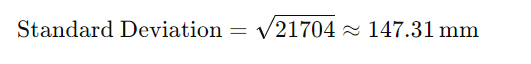 Standard Deviation = √21704 ≈ 147.31 mm